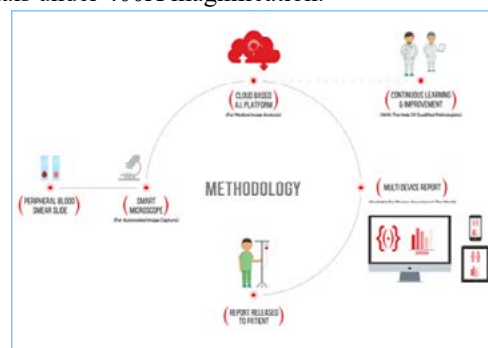 under 400X magnification.
CLOUD BASED
A.I. PLATFORM
(For Medical Image Analysis)
CONTINUOUS LEARNING
& IMPROVEMENT
(With The Help Of Qualified Pathologists)
PERIPHERAL BLOOD
SMEAR SLIDE
SMART
MICROSCOPE
(For Automated Image Capture)
METHODOLOGY
MULTI DEVICE REPORT
REPORT RELEASED
TO PATIENT